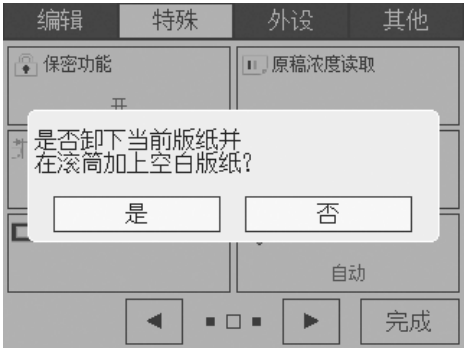 编辑 特殊 外设 其他
保密功能 原稿浓度读取
开
是否卸下当前版纸并
在滚筒加上空白版纸?
是 否
自动
完成